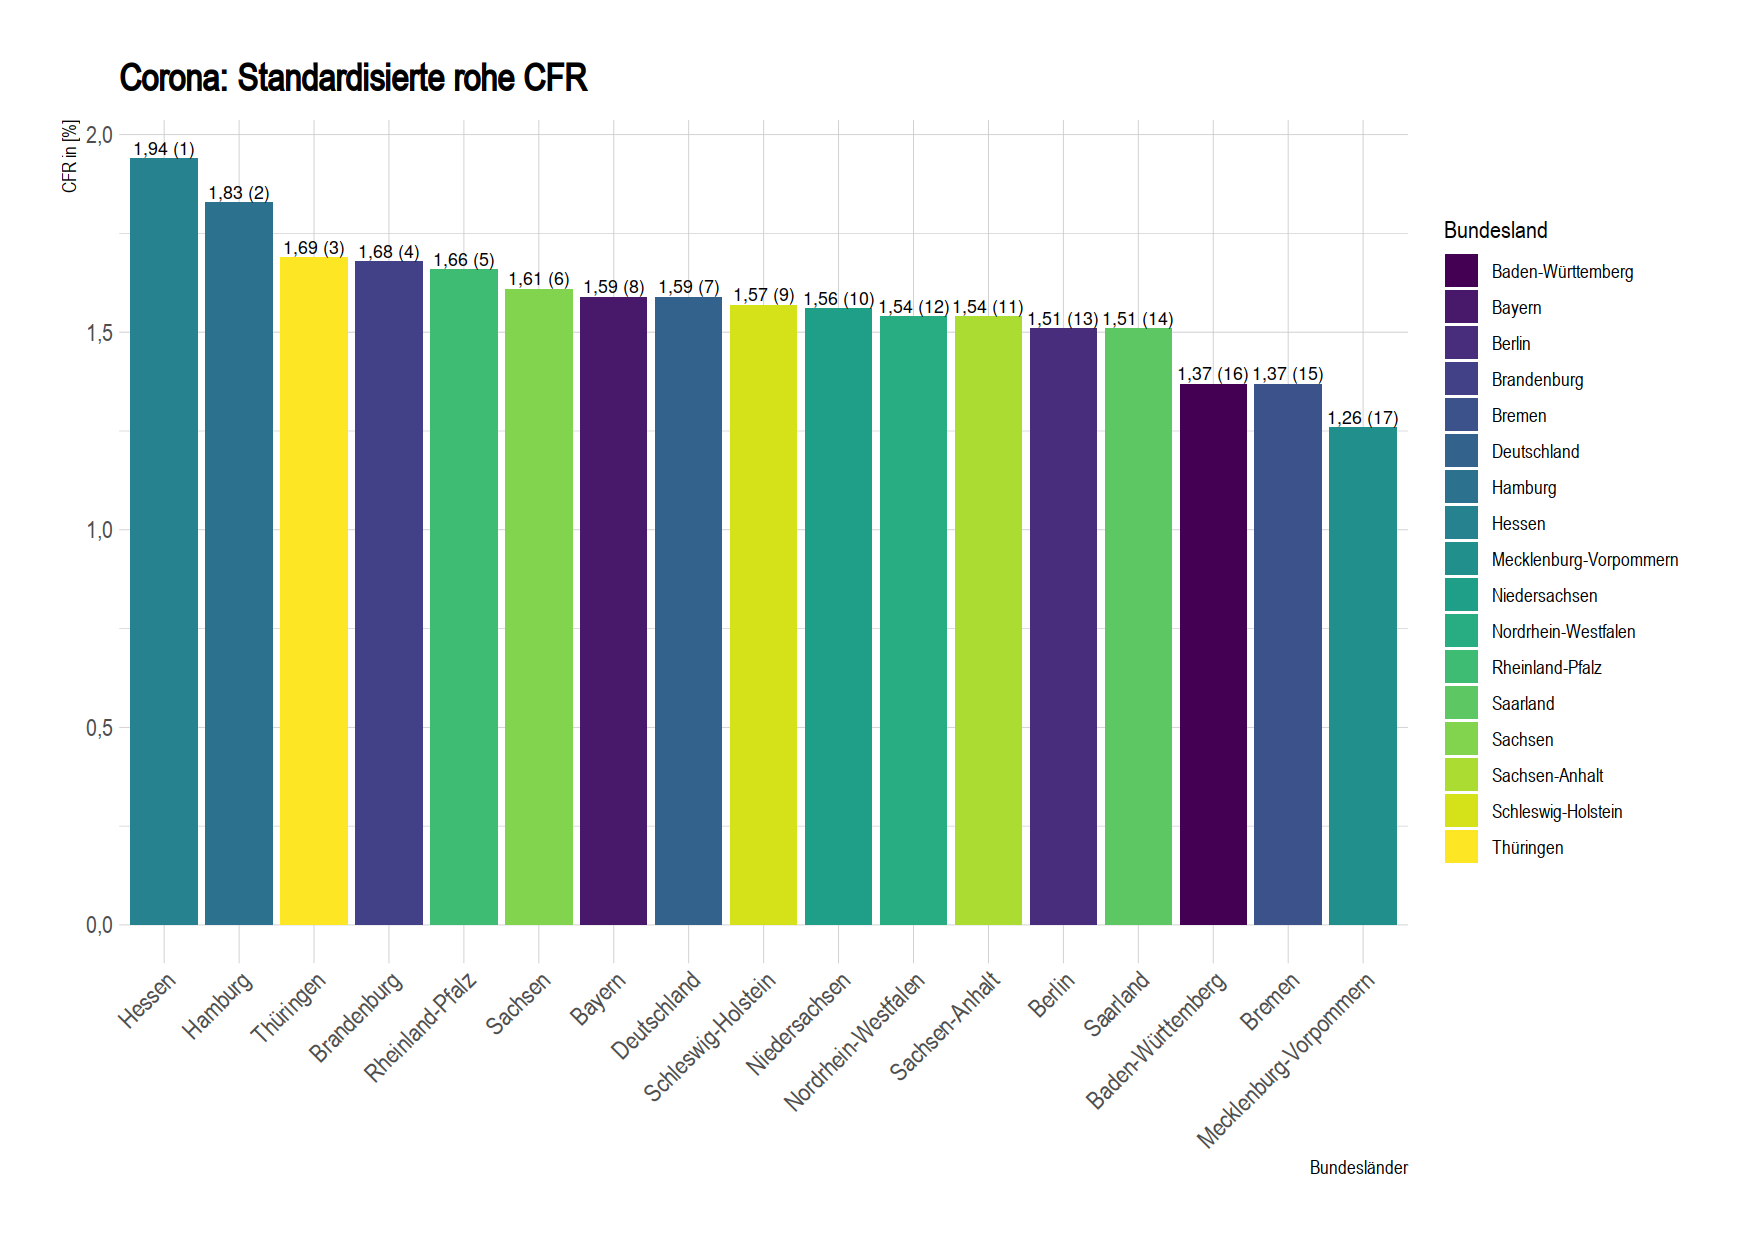 Corona: Standardisierte rohe CFR
CFR in [%]
2,0
1,5
1,0
0,5
0,0
1,94 (1)
1,83 (2)
1,69 (3)
1,68 (4)
1,66 (5)
1,61 (6)
1,59 (8)
1,59 (7)
1,57 (9)
1,56 (10)
1,54 (12)
1,54 (11)
1,51 (13)
1,51 (14)
1,37 (16)
1,37 (15)
1,26 (17)
Hessen
Hamburg
Thüringen
Brandenburg
Rheinland-Pfalz
Sachsen
Bayern
Deutschland
Schleswig-Holstein
Niedersachsen
Nordrhein-Westfalen
Sachsen-Anhalt
Berlin
Saarland
Baden-Württemberg
Bremen
Mecklenburg-Vorpommern
Bundesländer
Bundesland
Baden-Württemberg
Bayern
Berlin
Brandenburg
Bremen
Deutschland
Hamburg
Hessen
Mecklenburg-Vorpommern
Niedersachsen
Nordrhein-Westfalen
Rheinland-Pfalz
Saarland
Sachsen
Sachsen-Anhalt
Schleswig-Holstein
Thüringen